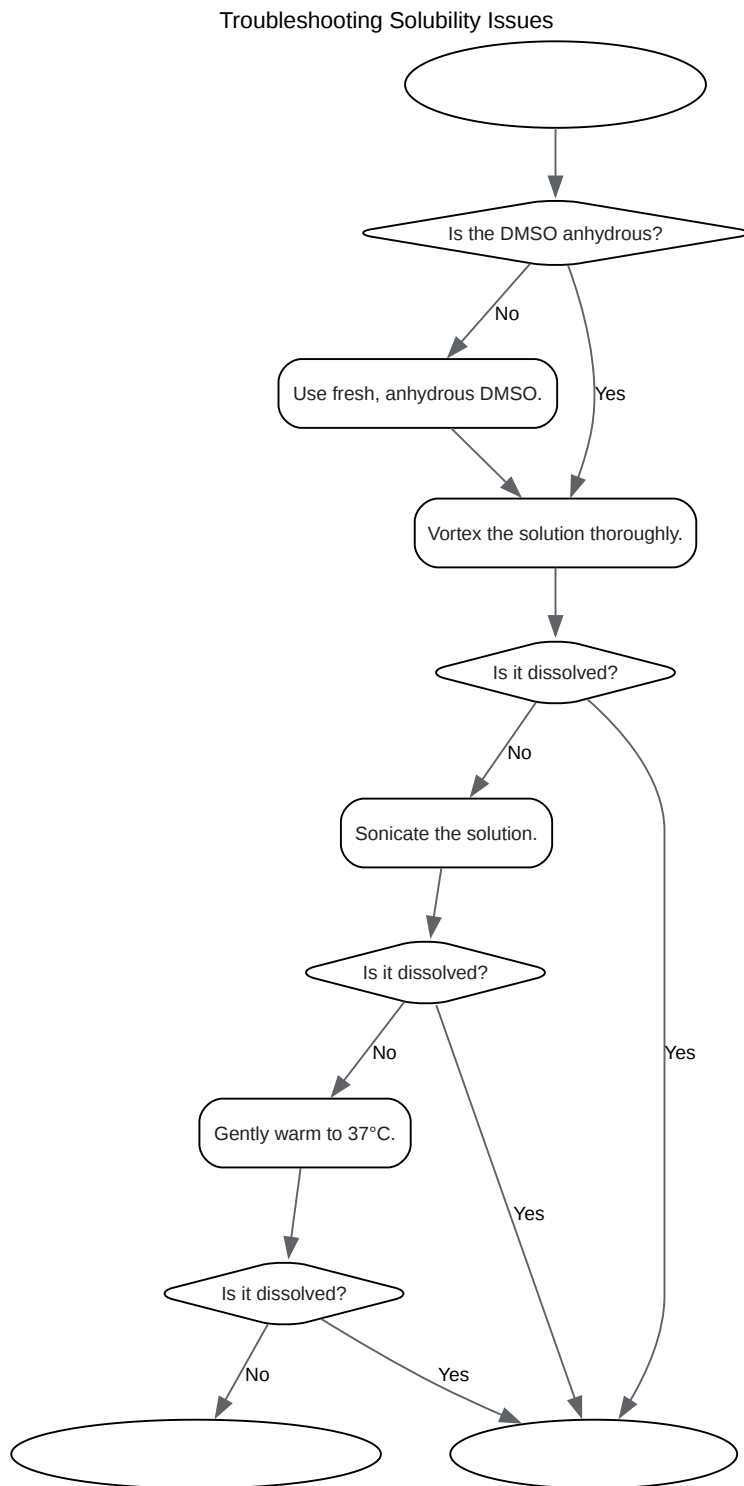 Troubleshooting Solubility Issues
Is the DMSO anhydrous?
No
Use fresh, anhydrous DMSO.
Yes
Vortex the solution thoroughly.
Is it dissolved?
No
Sonicate the solution.
Is it dissolved?
No
Yes
Gently warm to 37°C.
Yes
Is it dissolved?
No
Yes